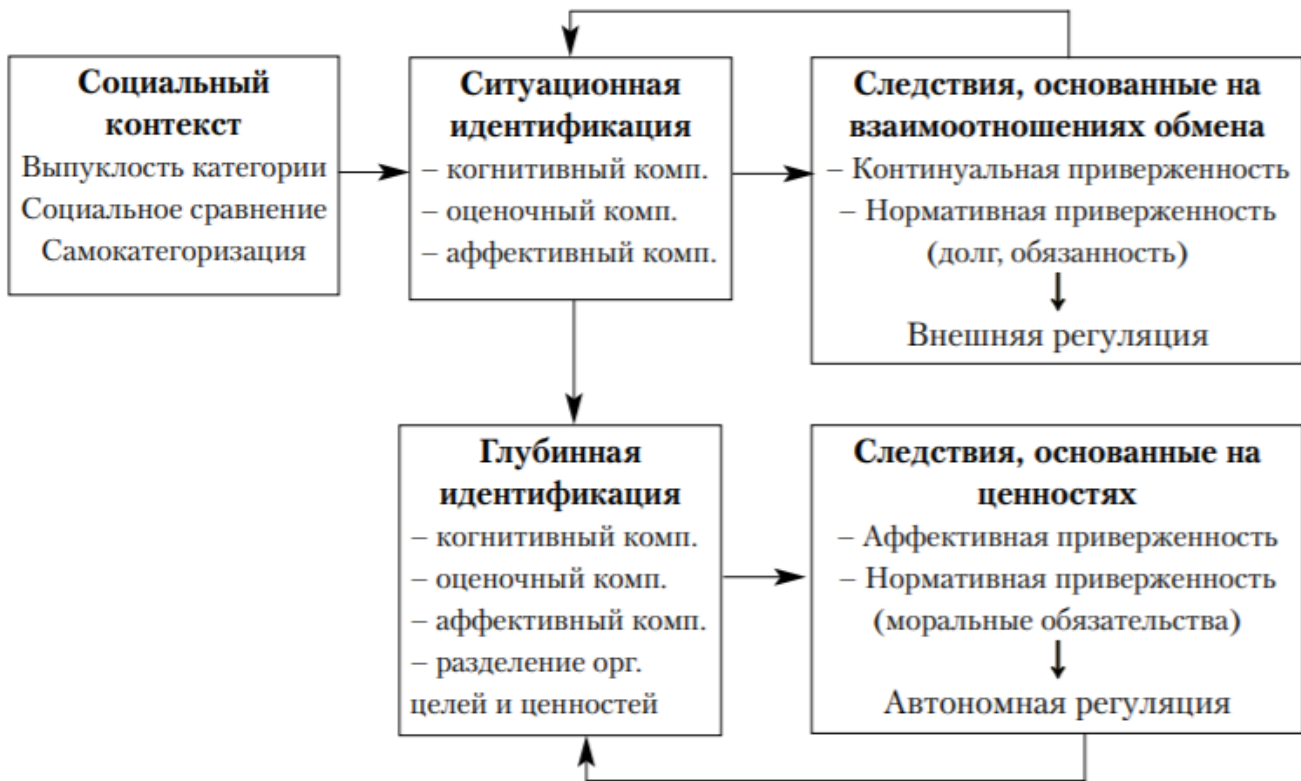 Социальный
контекст
Выпуклость категории
Социальное сравнение
Самокатегоризация
Ситуационная
идентификация
– когнитивный комп.
– оценочный комп.
– аффективный комп.
Следствия, основанные на
взаимоотношениях обмена
– Континуальная приверженность
– Нормативная приверженность
(долг, обязанность)
Внешняя регуляция
Глубинная
идентификация
– когнитивный комп.
– оценочный комп.
– аффективный комп.
– разделение орг.
целей и ценностей
Следствия, основанные на
ценностях
– Аффективная приверженность
– Нормативная приверженность
(моральные обязательства)
Автономная регуляция